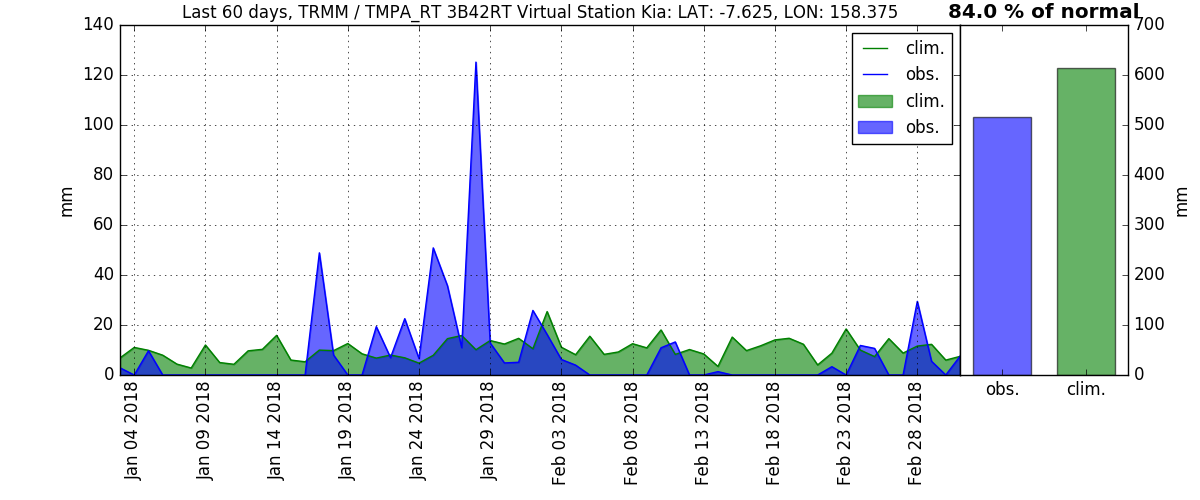 Last 60 days, TRMM / TMPA_RT 3B42RT Virtual Station Kia: LAT: -7.625, LON: 158.375
84.0 % of normal
140
120
100
80
60
40
20
0
mm
clim.
obs.
clim.
obs.
Jan 04 2018
Jan 09 2018
Jan 14 2018
Jan 19 2018
Jan 24 2018
Jan 29 2018
Feb 03 2018
Feb 08 2018
Feb 13 2018
Feb 18 2018
Feb 23 2018
Feb 28 2018
700
600
500
400
300
200
100
0
mm
obs.
clim.